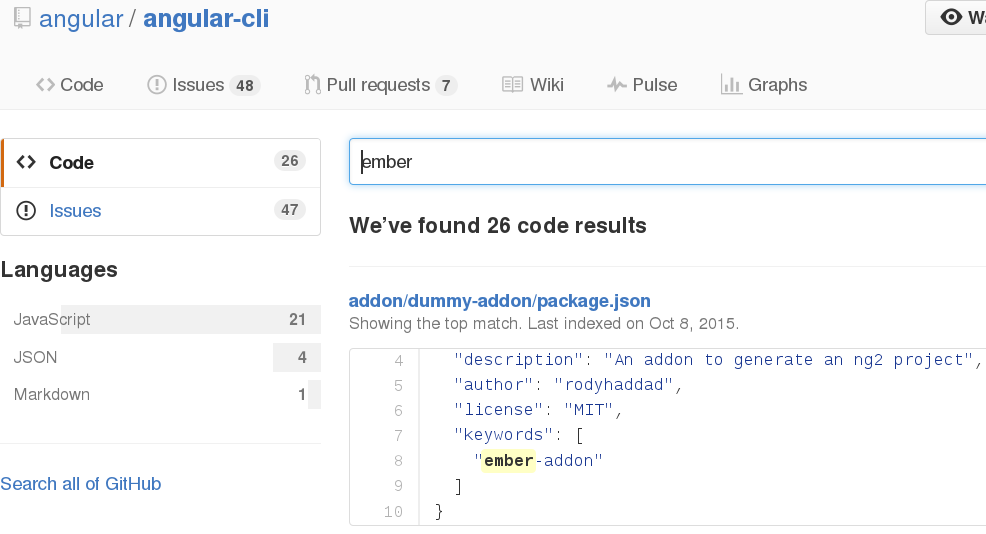 angular / angular-cli
Code Issues 48 Pull requests 7 Wiki Pulse Graphs
Code 26
Issues 47
Languages
JavaScript 21
JSON 4
Markdown 1
Search all of GitHub
ember
We’ve found 26 code results
addon/dummy-addon/package.json
Showing the top match. Last indexed on Oct 8, 2015.
4 "description": "An addon to generate an ng2 project",
5 "author": "rodyhaddad",
6 "license": "MIT",
7 "keywords": [
8 "ember-addon"
9 ]
10 }